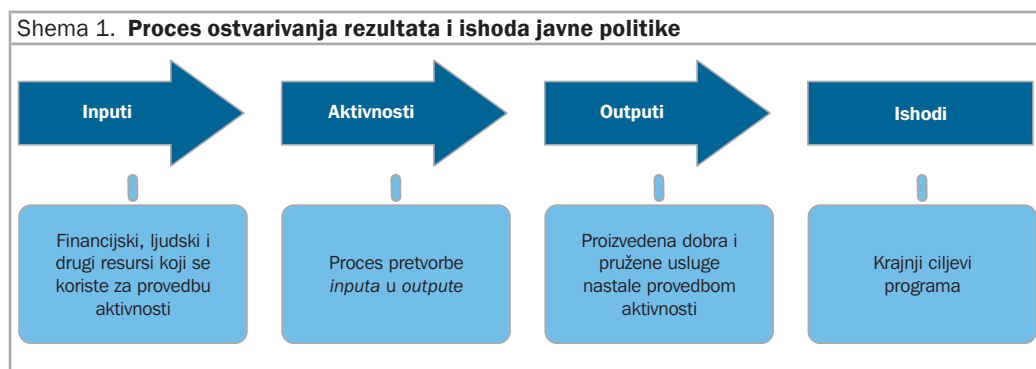 Shema 1. Proces ostvarivanja rezultata i ishoda javne politike
Inputi
Aktivnosti
Outputi
Ishodi
Financijski, ljudski i
drugi resursi koji se
koriste za provedbu
aktivnosti
Proces pretvorbe
inputa u outpute
Proizvedena dobra i
pružene usluge
nastale provedbom
aktivnosti
Krajnji ciljevi
programa